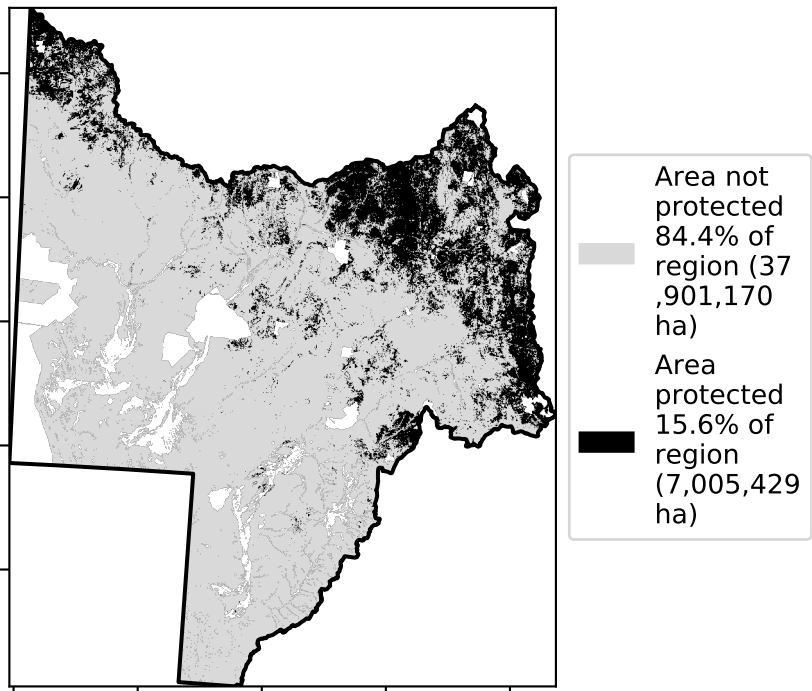 Area not
protected
84.4% of
region (37
,901,170
ha)
Area
protected
15.6% of
region
(7,005,429
ha)